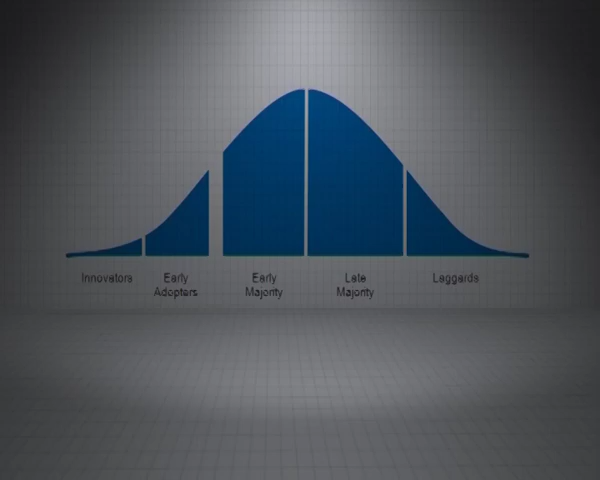 Innovators
Early
Adopters
Early
Majority
Late
Majority
Laggards